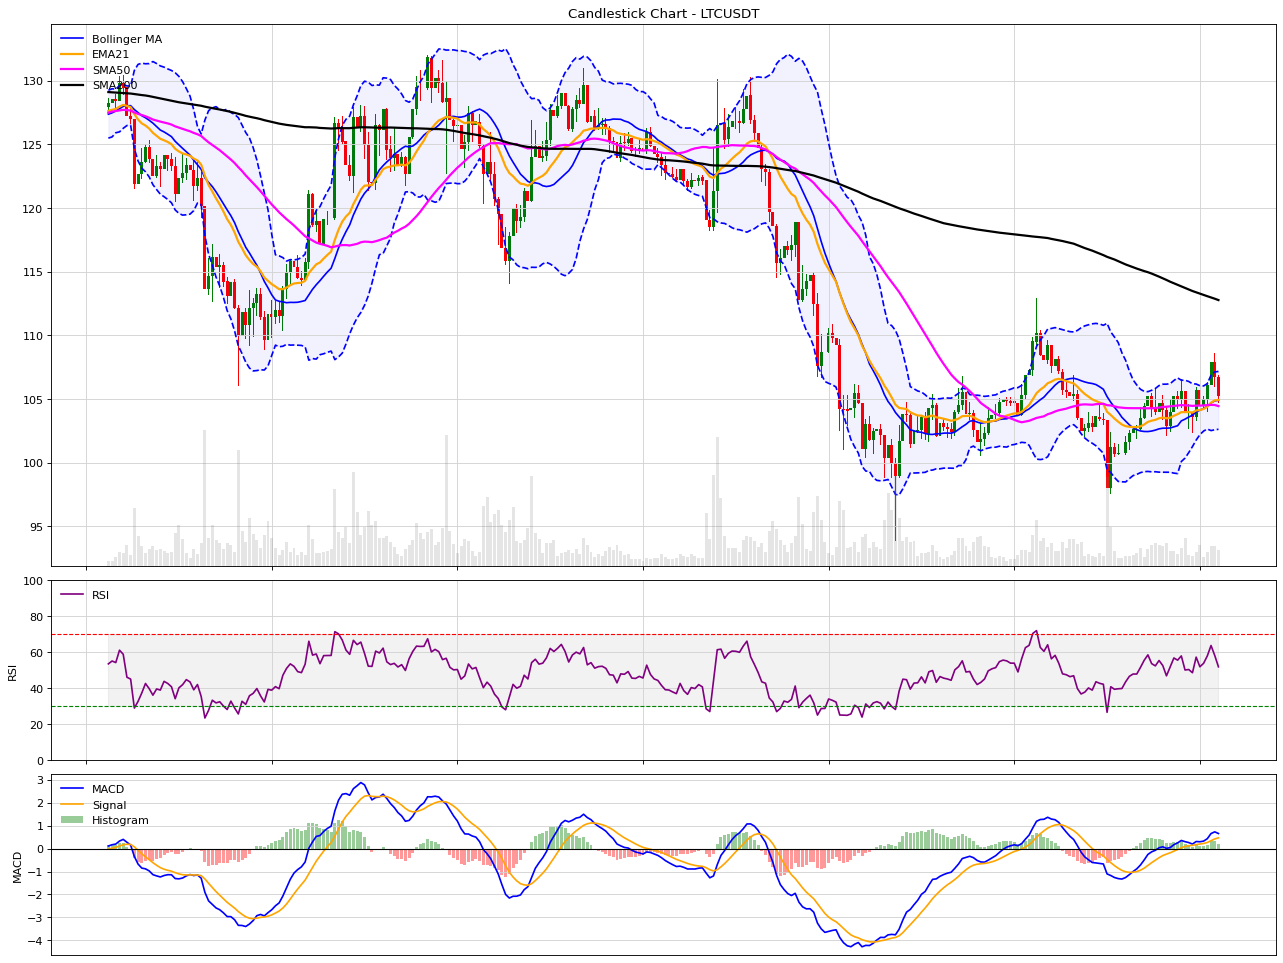 Candlestick Chart - LTCUSDT
Bollinger MA
EMA21
SMA50
SMA200
130
125
120
115
110
105
100
95
RSI
100
80
60
40
20
0
RSI
MACD
Signal
Histogram
3
2
1
0
−1
−2
−3
−4
MACD